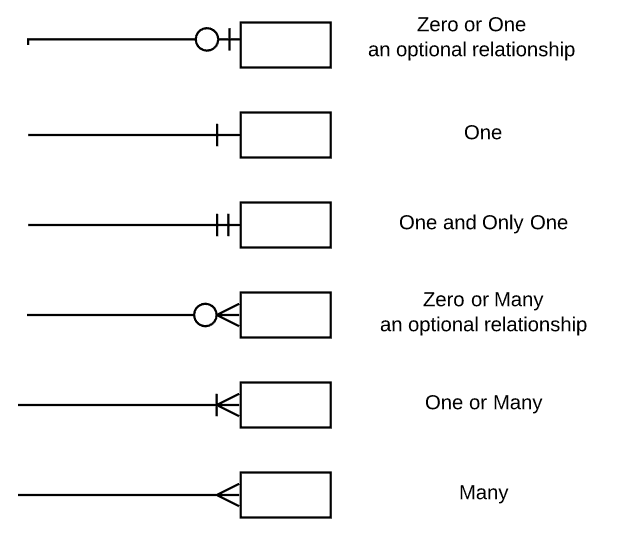 Zero or One
an optional relationship
One
One and Only One
Zero or Many
an optional relationship
One or Many
Many